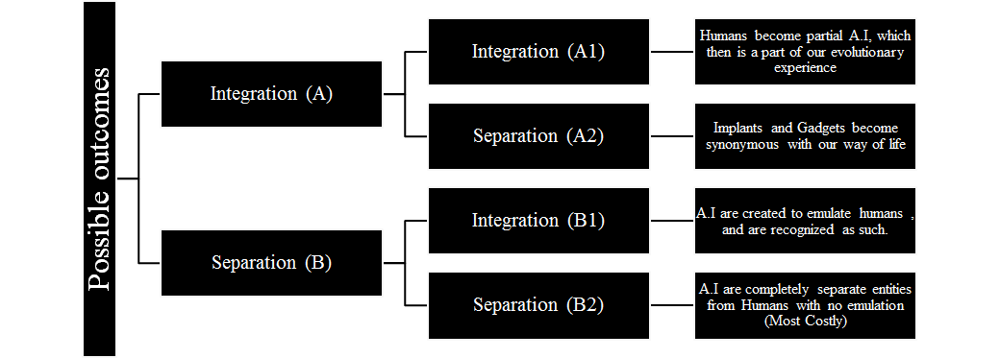 Possible outcomes
Integration (A)
Integration (A1)
Humans become partial A.I, which
then is a part of our evolutionary
experience
Separation (A2)
Implants and Gadgets become
synonymous with our way of life
Separation (B)
Integration (B1)
A.I are created to emulate humans ,
and are recognized as such.
Separation (B2)
A.I are completely separate entities
from Humans with no emulation
(Most Costly)